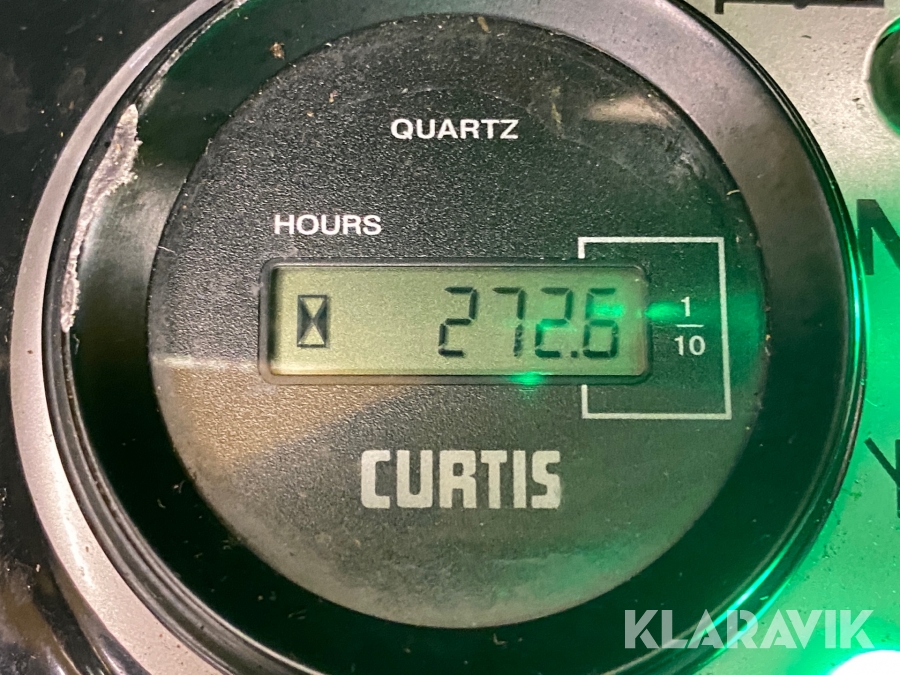 QUARTZ
HOURS
272.6
1
10
CURTIS
KLARAVIK